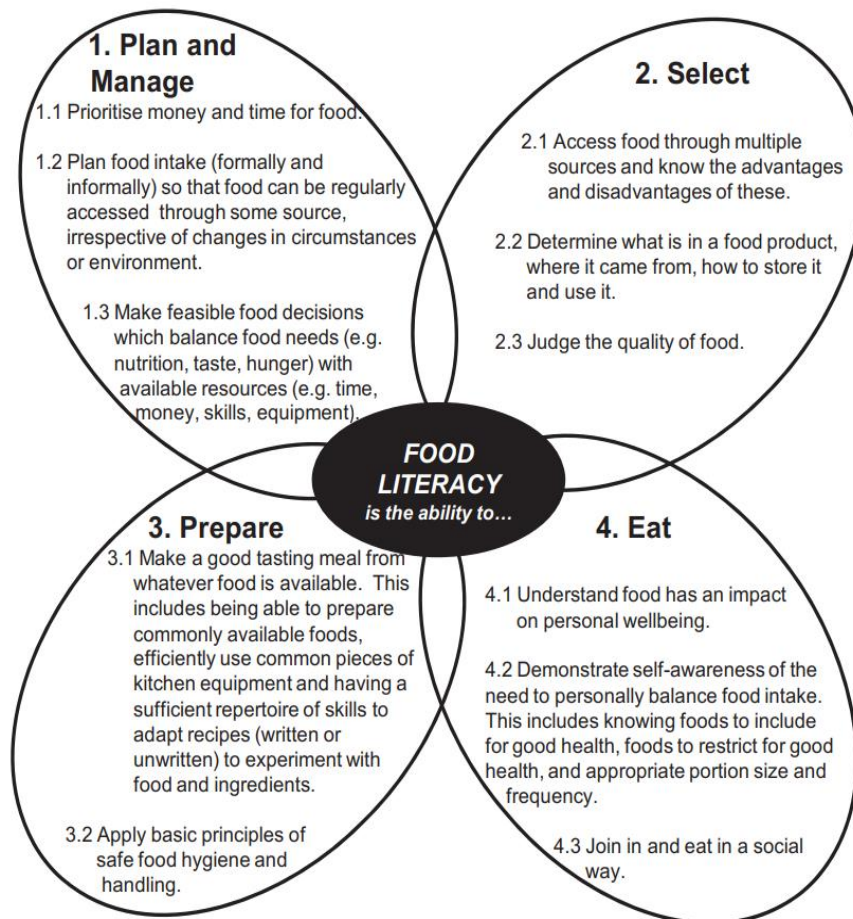 1. Plan and
Manage
1.1 Prioritise money and time for food.
1.2 Plan food intake (formally and
informally) so that food can be regularly
accessed through some source,
irrespective of changes in circumstances
or environment.
1.3 Make feasible food decisions
which balance food needs (e.g.
nutrition, taste, hunger) with
available resources (e.g. time,
money, skills, equipment).
2. Select
2.1 Access food through multiple
sources and know the advantages
and disadvantages of these.
2.2 Determine what is in a food product,
where it came from, how to store it
and use it.
2.3 Judge the quality of food.
FOOD
LITERACY
is the ability to…
3. Prepare
3.1 Make a good tasting meal from
whatever food is available. This
includes being able to prepare
commonly available foods,
efficiently use common pieces of
kitchen equipment and having a
sufficient repertoire of skills to
adapt recipes (written or
unwritten) to experiment with
food and ingredients.
3.2 Apply basic principles of
safe food hygiene and
handling.
4. Eat
4.1 Understand food has an impact
on personal wellbeing.
4.2 Demonstrate self-awareness of the
need to personally balance food intake.
This includes knowing foods to include
for good health, foods to restrict for good
health, and appropriate portion size and
frequency.
4.3 Join in and eat in a social
way.